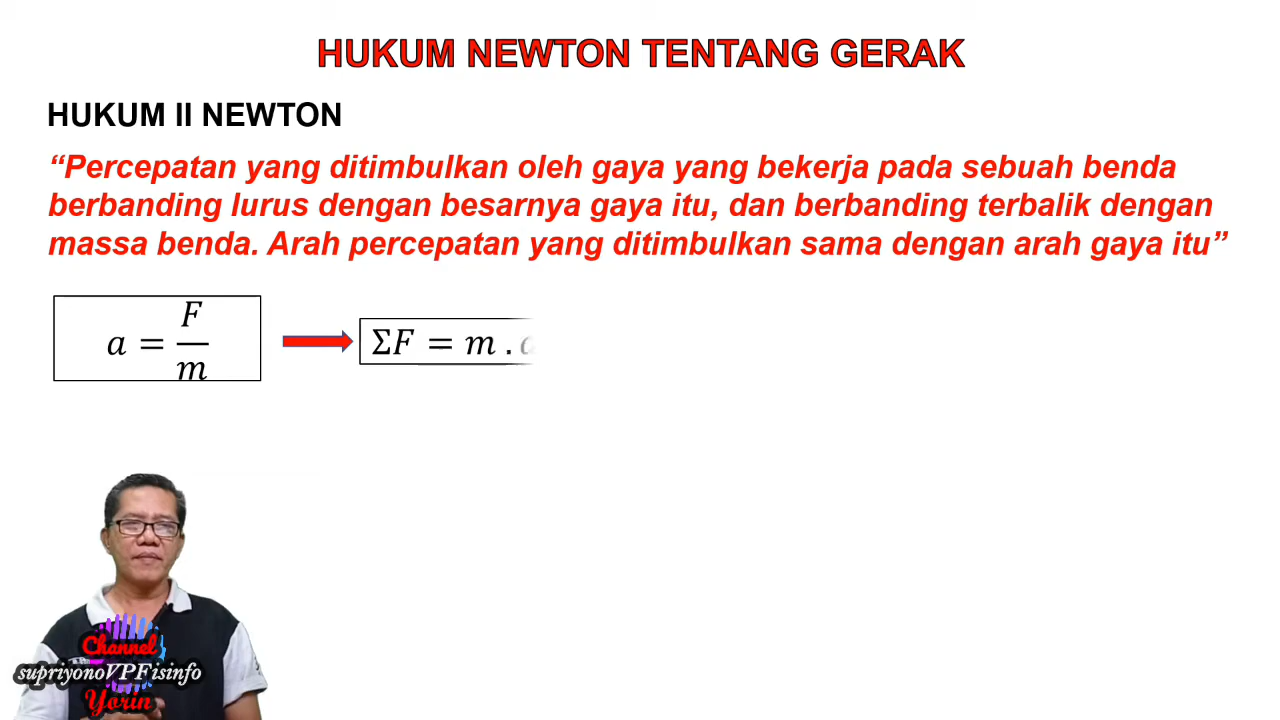 HUKUM NEWTON TENTANG GERAK
HUKUM II NEWTON
“Percepatan yang ditimbulkan oleh gaya yang bekerja pada sebuah benda
berbanding lurus dengan besarnya gaya itu, dan berbanding terbalik dengan
massa benda. Arah percepatan yang ditimbulkan sama dengan arah gaya itu”
a = F/m
ΣF = m . a
Channel
supriyonoVPFisinfo
Yorin